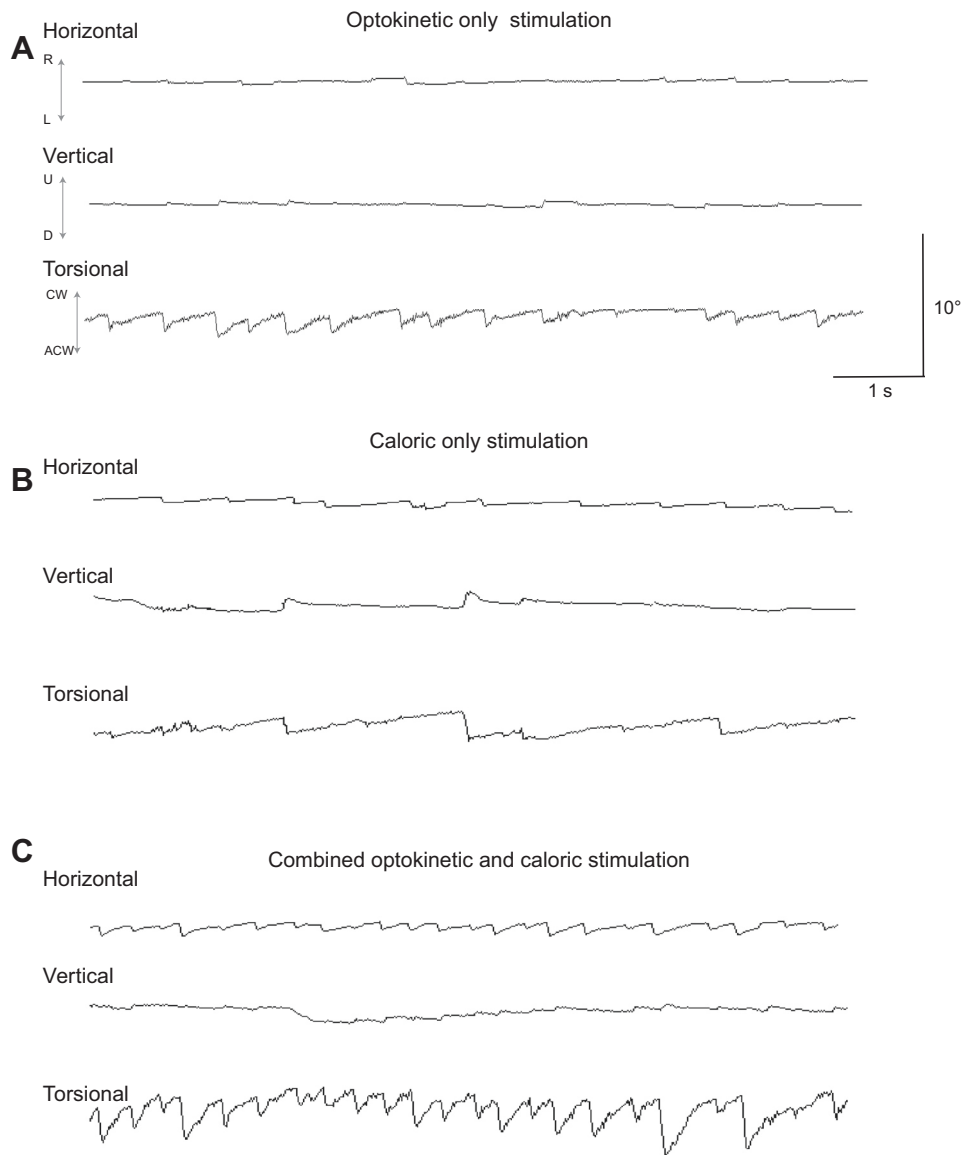 Optokinetic only stimulation
A
Horizontal
R
L
Vertical
U
D
Torsional
CW
ACW
10°
1 s
Caloric only stimulation
B
Horizontal
Vertical
Torsional
C
Combined optokinetic and caloric stimulation
Horizontal
Vertical
Torsional